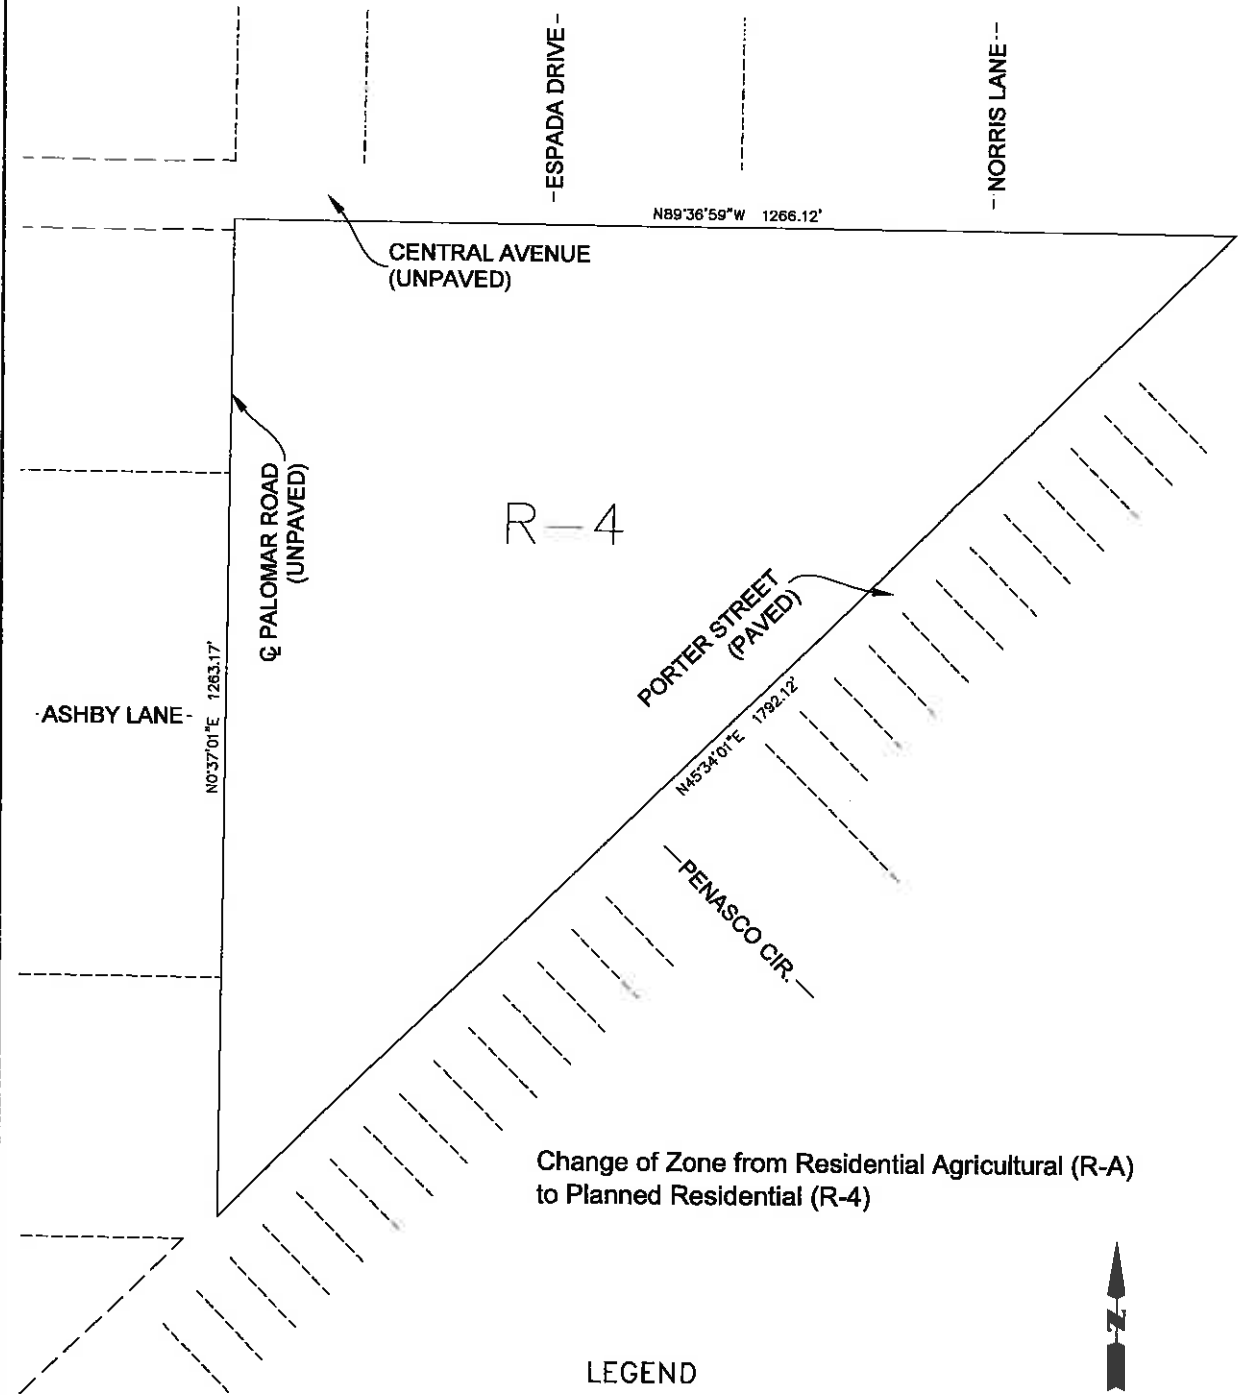 -ESPADA DRIVE-
-NORRIS LANE-
N89°36'59"W 1266.12'
CENTRAL AVENUE
(UNPAVED)
℄ PALOMAR ROAD
(UNPAVED)
R-4
PORTER STREET
(PAVED)
N0°37'01"E 1263.17'
-ASHBY LANE-
N45°34'01"E 1792.12'
PENASCO CIR.
Change of Zone from Residential Agricultural (R-A)
to Planned Residential (R-4)
N
LEGEND